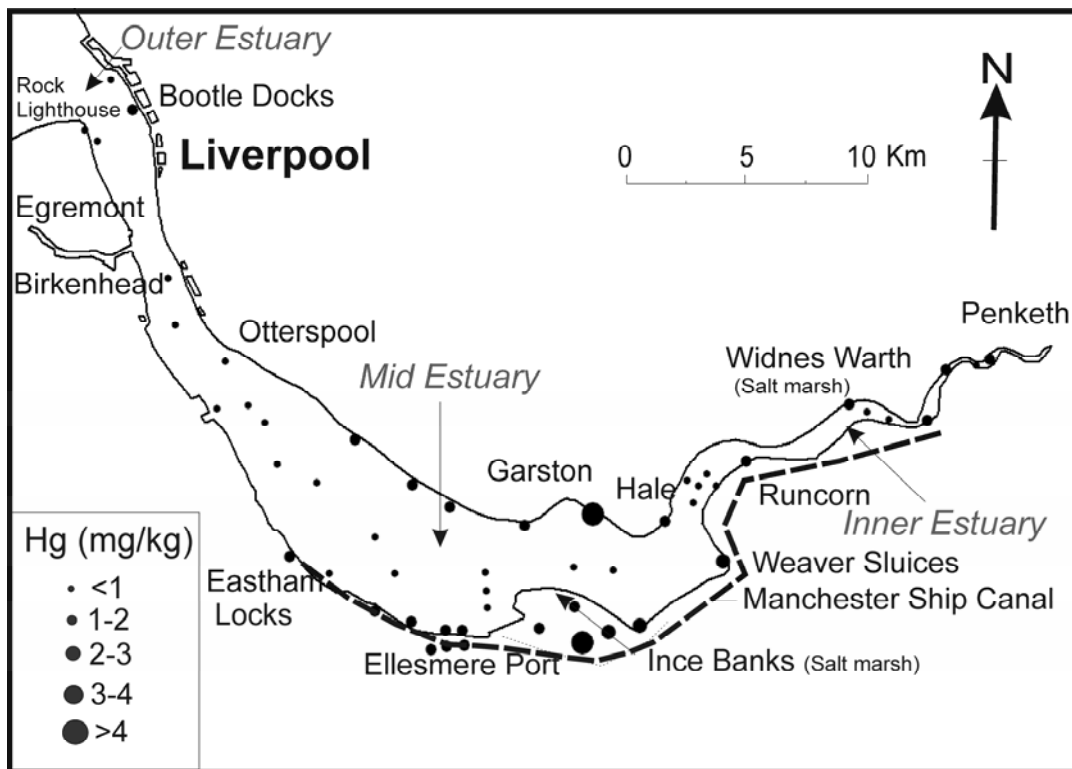 Outer Estuary
Rock
Lighthouse
Bootle Docks
Liverpool
N
0 5 10 Km
Egremont
Birkenhead
Otterspool
Penketh
Widnes Warth
(Salt marsh)
Mid Estuary
Garston
Hale
Runcorn
Inner Estuary
Hg (mg/kg)
<1
1-2
2-3
3-4
>4
Eastham
Locks
Weaver Sluices
Manchester Ship Canal
Ellesmere Port
Ince Banks (Salt marsh)